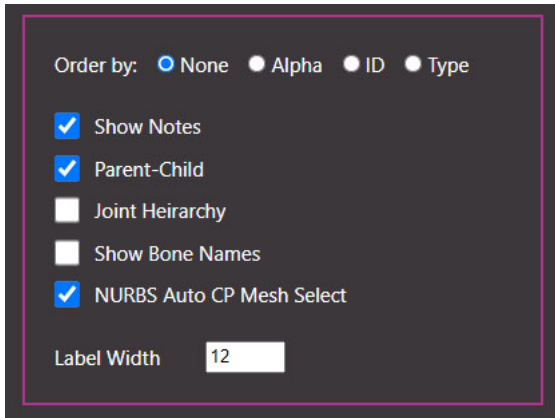 Order by: None Alpha ID Type
Show Notes
Parent-Child
Joint Heirarchy
Show Bone Names
NURBS Auto CP Mesh Select
Label Width 12